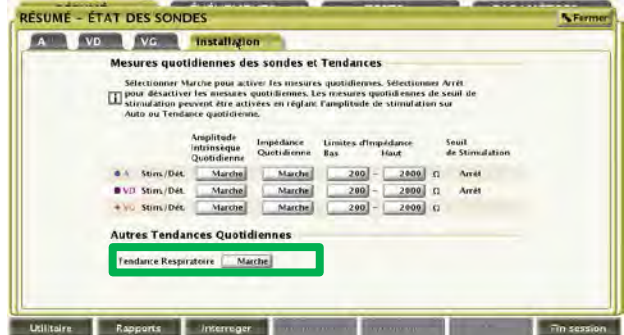 RÉSUMÉ – ÉTAT DES SONDES
Fermer
A VD VG Installation
Mesures quotidiennes des sondes et Tendances
Sélectionner Marche pour activer les mesures quotidiennes. Sélectionner Arrêt
pour désactiver les mesures quotidiennes. Les mesures quotidiennes de seuil de
stimulation peuvent être activées en réglant l'amplitude de stimulation sur
Auto ou Tendance quotidienne.
Amplitude Intrinsèque Quotidienne Impédance Quotidienne Limites d'Impédance Bas Haut Seuil de Stimulation
A Stim./Dét. Marche Marche 200 – 2000 Ω Arrêt
VD Stim./Dét. Marche Marche 200 – 2000 Ω Arrêt
VG Stim./Dét. Marche Marche 200 – 2000 Ω
Autres Tendances Quotidiennes
Tendance Respiratoire Marche
Utilitaire Rapports Interroger Fin session